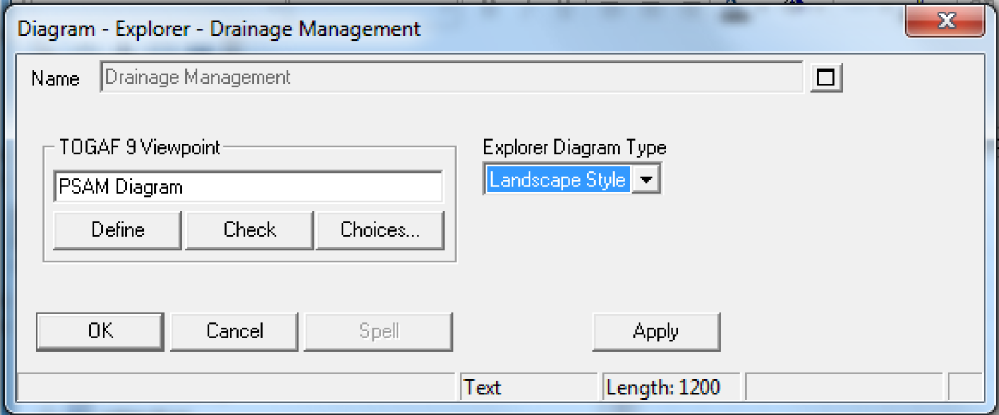 Diagram - Explorer - Drainage Management
Name Drainage Management
TOGAF 9 Viewpoint
PSAM Diagram
Define Check Choices...
Explorer Diagram Type
Landscape Style
OK Cancel Spell Apply
Text Length: 1200